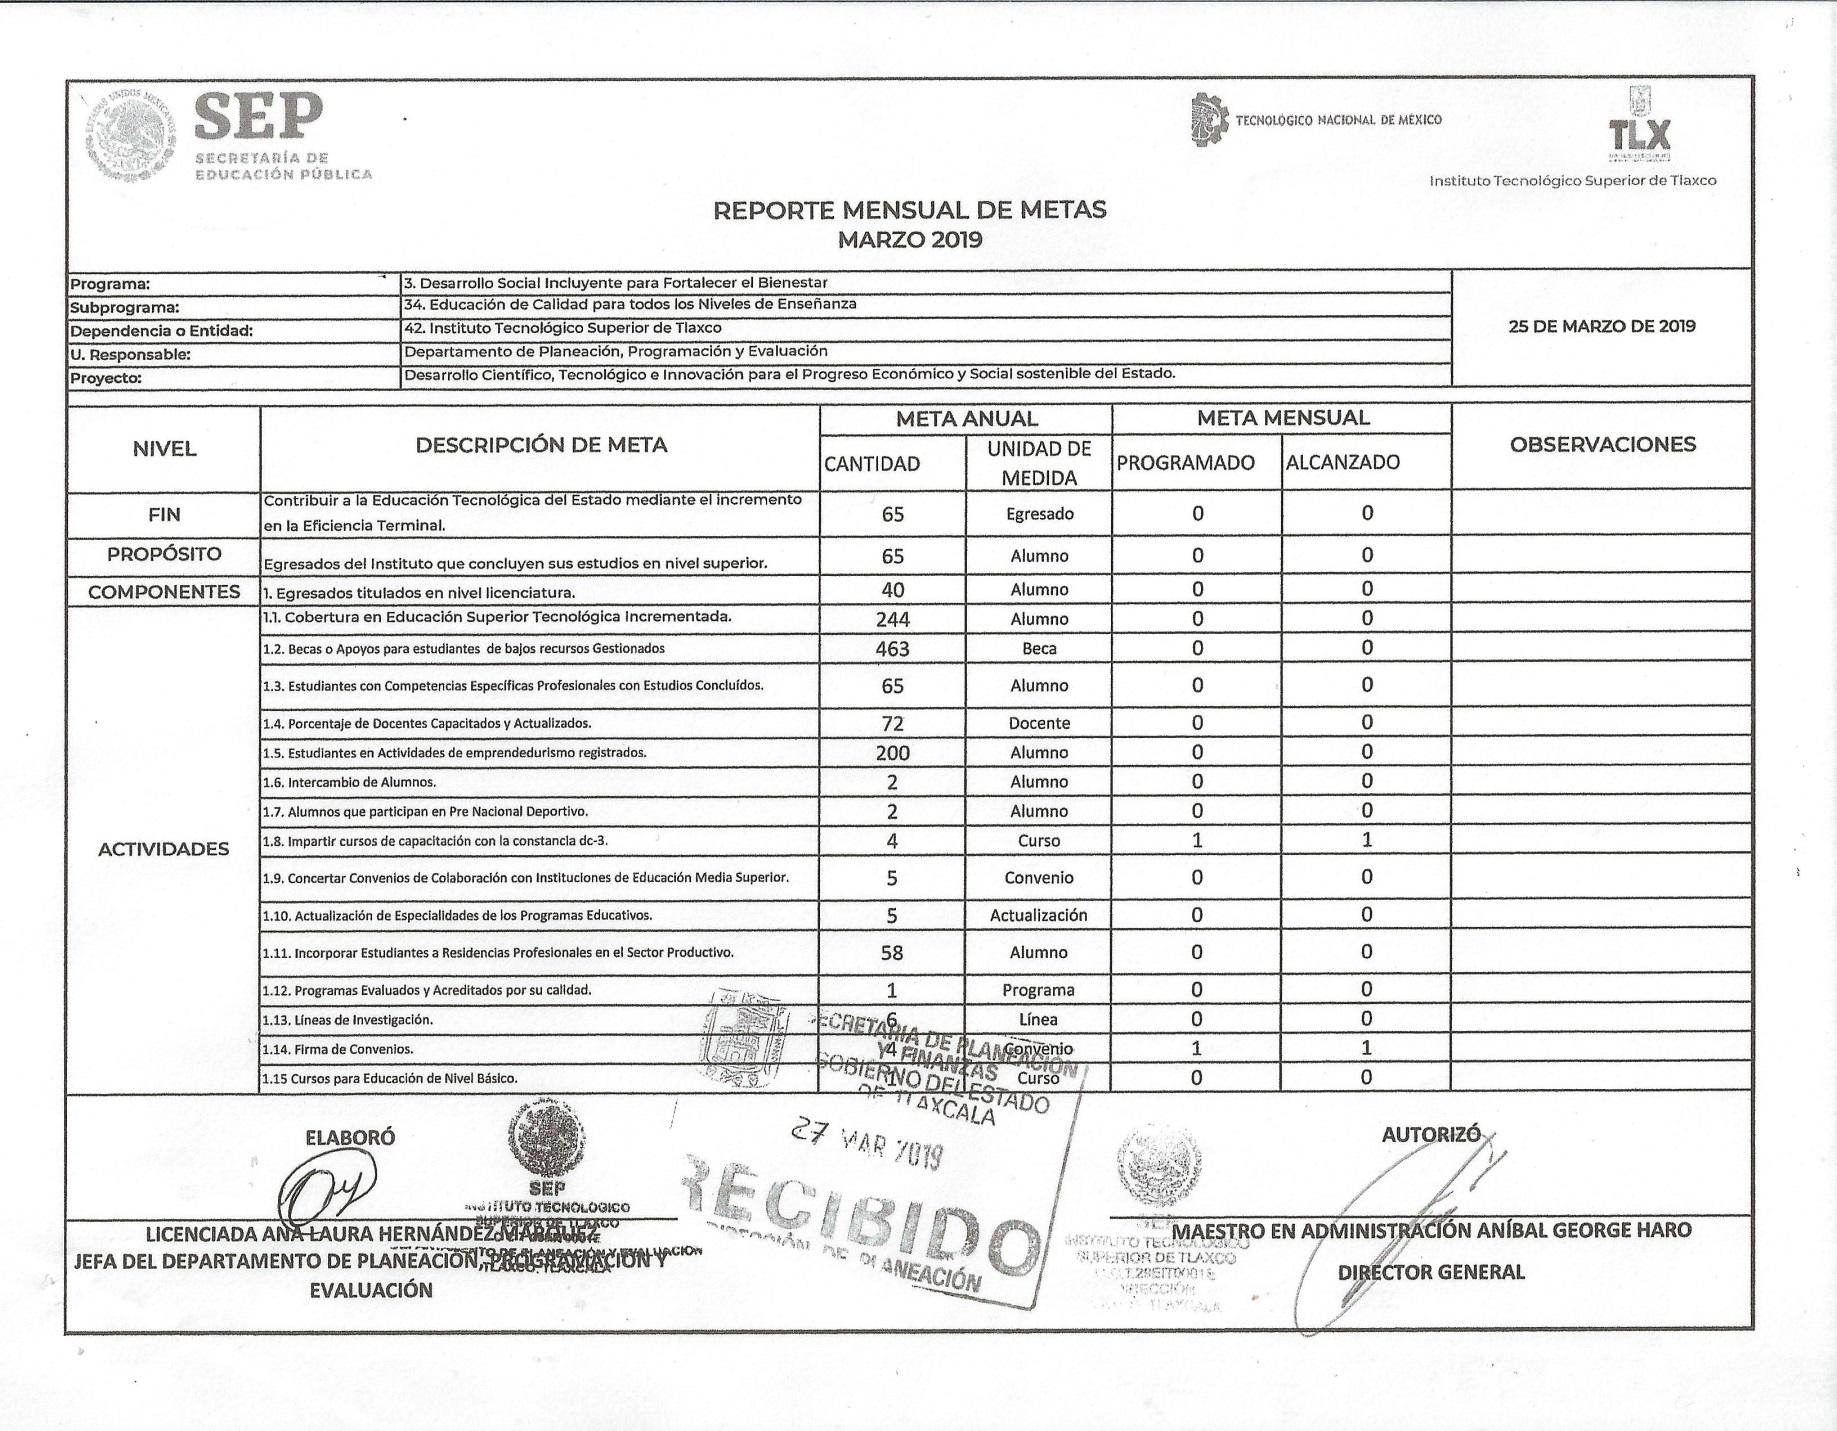 SEP
SECRETARÍA DE
EDUCACIÓN PÚBLICA
TECNOLÓGICO NACIONAL DE MÉXICO
TLX
Instituto Tecnológico Superior de Tlaxco
REPORTE MENSUAL DE METAS
MARZO 2019
Programa: 3. Desarrollo Social Incluyente para Fortalecer el Bienestar
Subprograma: 34. Educación de Calidad para todos los Niveles de Enseñanza
Dependencia o Entidad: 42. Instituto Tecnológico Superior de Tlaxco
U. Responsable: Departamento de Planeación, Programación y Evaluación
Proyecto: Desarrollo Científico, Tecnológico e Innovación para el Progreso Económico y Social sostenible del Estado.
25 DE MARZO DE 2019
NIVEL DESCRIPCIÓN DE META META ANUAL META MENSUAL OBSERVACIONES
CANTIDAD UNIDAD DE MEDIDA PROGRAMADO ALCANZADO
FIN Contribuir a la Educación Tecnológica del Estado mediante el incremento
en la Eficiencia Terminal. 65 Egresado 0 0
PROPÓSITO Egresados del Instituto que concluyen sus estudios en nivel superior. 65 Alumno 0 0
COMPONENTES 1. Egresados titulados en nivel licenciatura. 40 Alumno 0 0
ACTIVIDADES
1.1. Cobertura en Educación Superior Tecnológica Incrementada. 244 Alumno 0 0
1.2. Becas o Apoyos para estudiantes de bajos recursos Gestionados 463 Beca 0 0
1.3. Estudiantes con Competencias Específicas Profesionales con Estudios Concluídos. 65 Alumno 0 0
1.4. Porcentaje de Docentes Capacitados y Actualizados. 72 Docente 0 0
1.5. Estudiantes en Actividades de emprendedurismo registrados. 200 Alumno 0 0
1.6. Intercambio de Alumnos. 2 Alumno 0 0
1.7. Alumnos que participan en Pre Nacional Deportivo. 2 Alumno 0 0
1.8. Impartir cursos de capacitación con la constancia dc-3. 4 Curso 1 1
1.9. Concertar Convenios de Colaboración con Instituciones de Educación Media Superior. 5 Convenio 0 0
1.10. Actualización de Especialidades de los Programas Educativos. 5 Actualización 0 0
1.11. Incorporar Estudiantes a Residencias Profesionales en el Sector Productivo. 58 Alumno 0 0
1.12. Programas Evaluados y Acreditados por su calidad. 1 Programa 0 0
1.13. Líneas de Investigación. 6 Línea 0 0
1.14. Firma de Convenios. 4 Convenio 1 1
1.15 Cursos para Educación de Nivel Básico. 1 Curso 0 0
SECRETARIA DE PLANEACIÓN
Y FINANZAS
GOBIERNO DEL ESTADO
DE TLAXCALA
27 MAR 2019
RECIBIDO
DIRECCIÓN DE PLANEACIÓN
ELABORÓ
SEP
INSTITUTO TECNOLOGICO
SUPERIOR DE TLAXCO
TLAXCO, TLAXCALA
LICENCIADA ANA LAURA HERNÁNDEZ MÁRQUEZ
JEFA DEL DEPARTAMENTO DE PLANEACIÓN, PROGRAMACIÓN Y
EVALUACIÓN
AUTORIZÓ
SEP
INSTITUTO TECNOLOGICO
SUPERIOR DE TLAXCO
DIRECCIÓN
MAESTRO EN ADMINISTRACIÓN ANÍBAL GEORGE HARO
DIRECTOR GENERAL